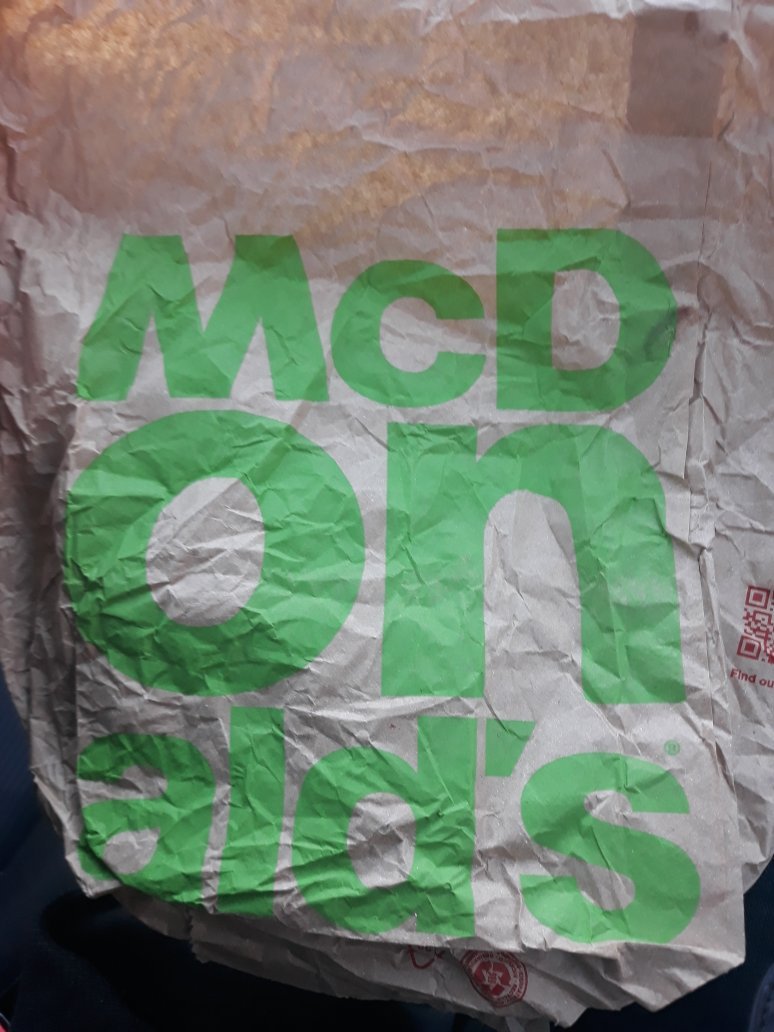 McD
on
ald's®
Find ou